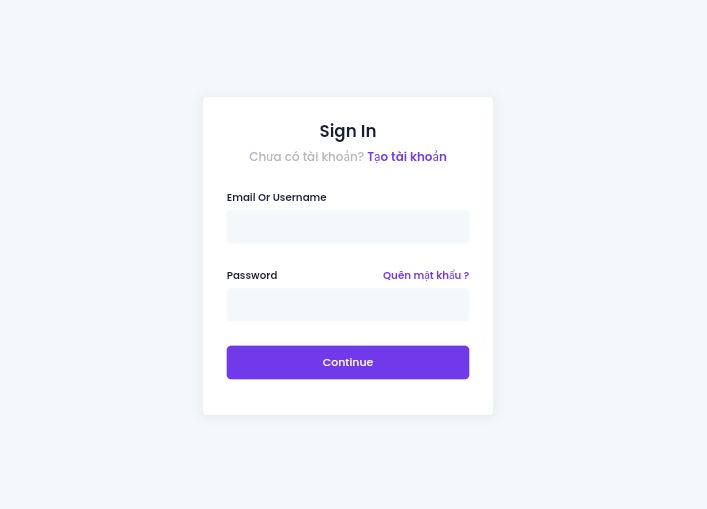 Sign In
Chưa có tài khoản? Tạo tài khoản
Email Or Username
Password Quên mật khẩu ?
Continue